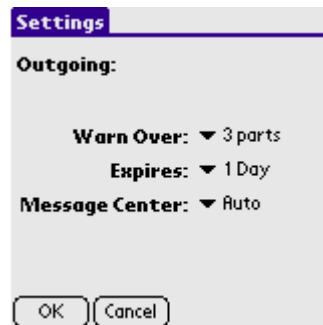 Settings
Outgoing:
Warn Over: 3 parts
Expires: 1 Day
Message Center: Auto
OK Cancel